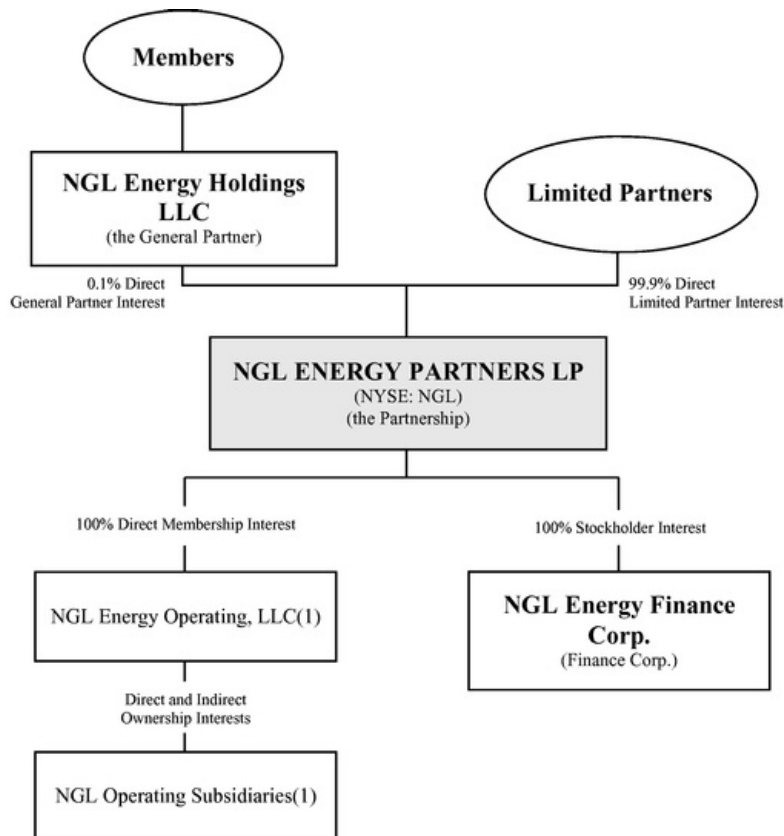 Members
NGL Energy Holdings
LLC
(the General Partner)
Limited Partners
0.1% Direct
General Partner Interest
99.9% Direct
Limited Partner Interest
NGL ENERGY PARTNERS LP
(NYSE: NGL)
(the Partnership)
100% Direct Membership Interest
100% Stockholder Interest
NGL Energy Operating, LLC(1)
NGL Energy Finance
Corp.
(Finance Corp.)
Direct and Indirect
Ownership Interests
NGL Operating Subsidiaries(1)